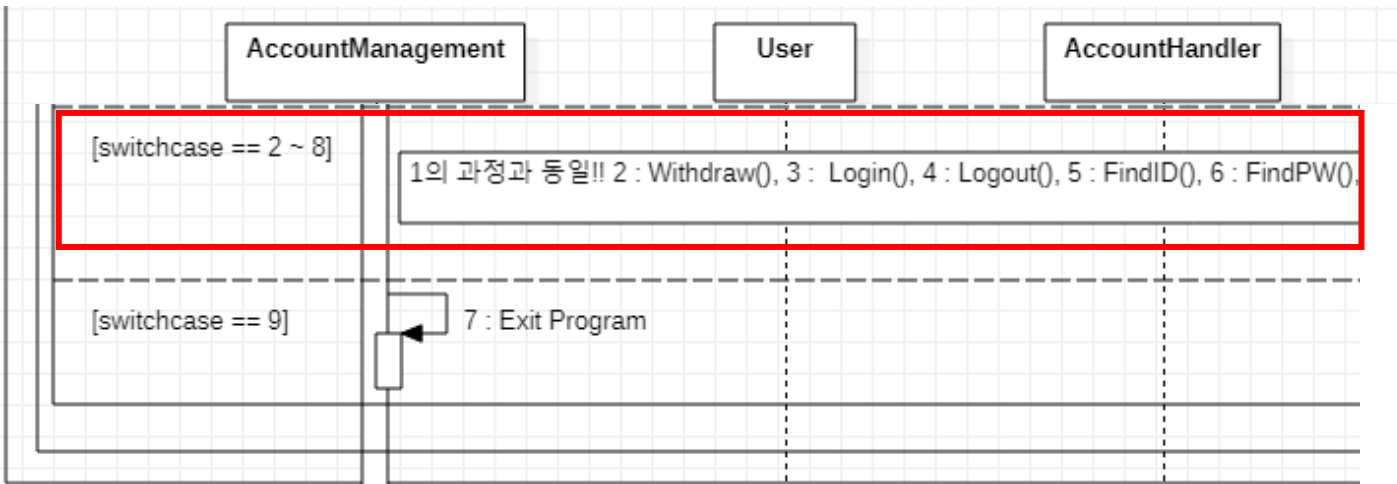 AccountManagement
User
AccountHandler
[switchcase == 2 ~ 8]
1의 과정과 동일!! 2 : Withdraw(), 3 : Login(), 4 : Logout(), 5 : FindID(), 6 : FindPW(),
[switchcase == 9]
7 : Exit Program